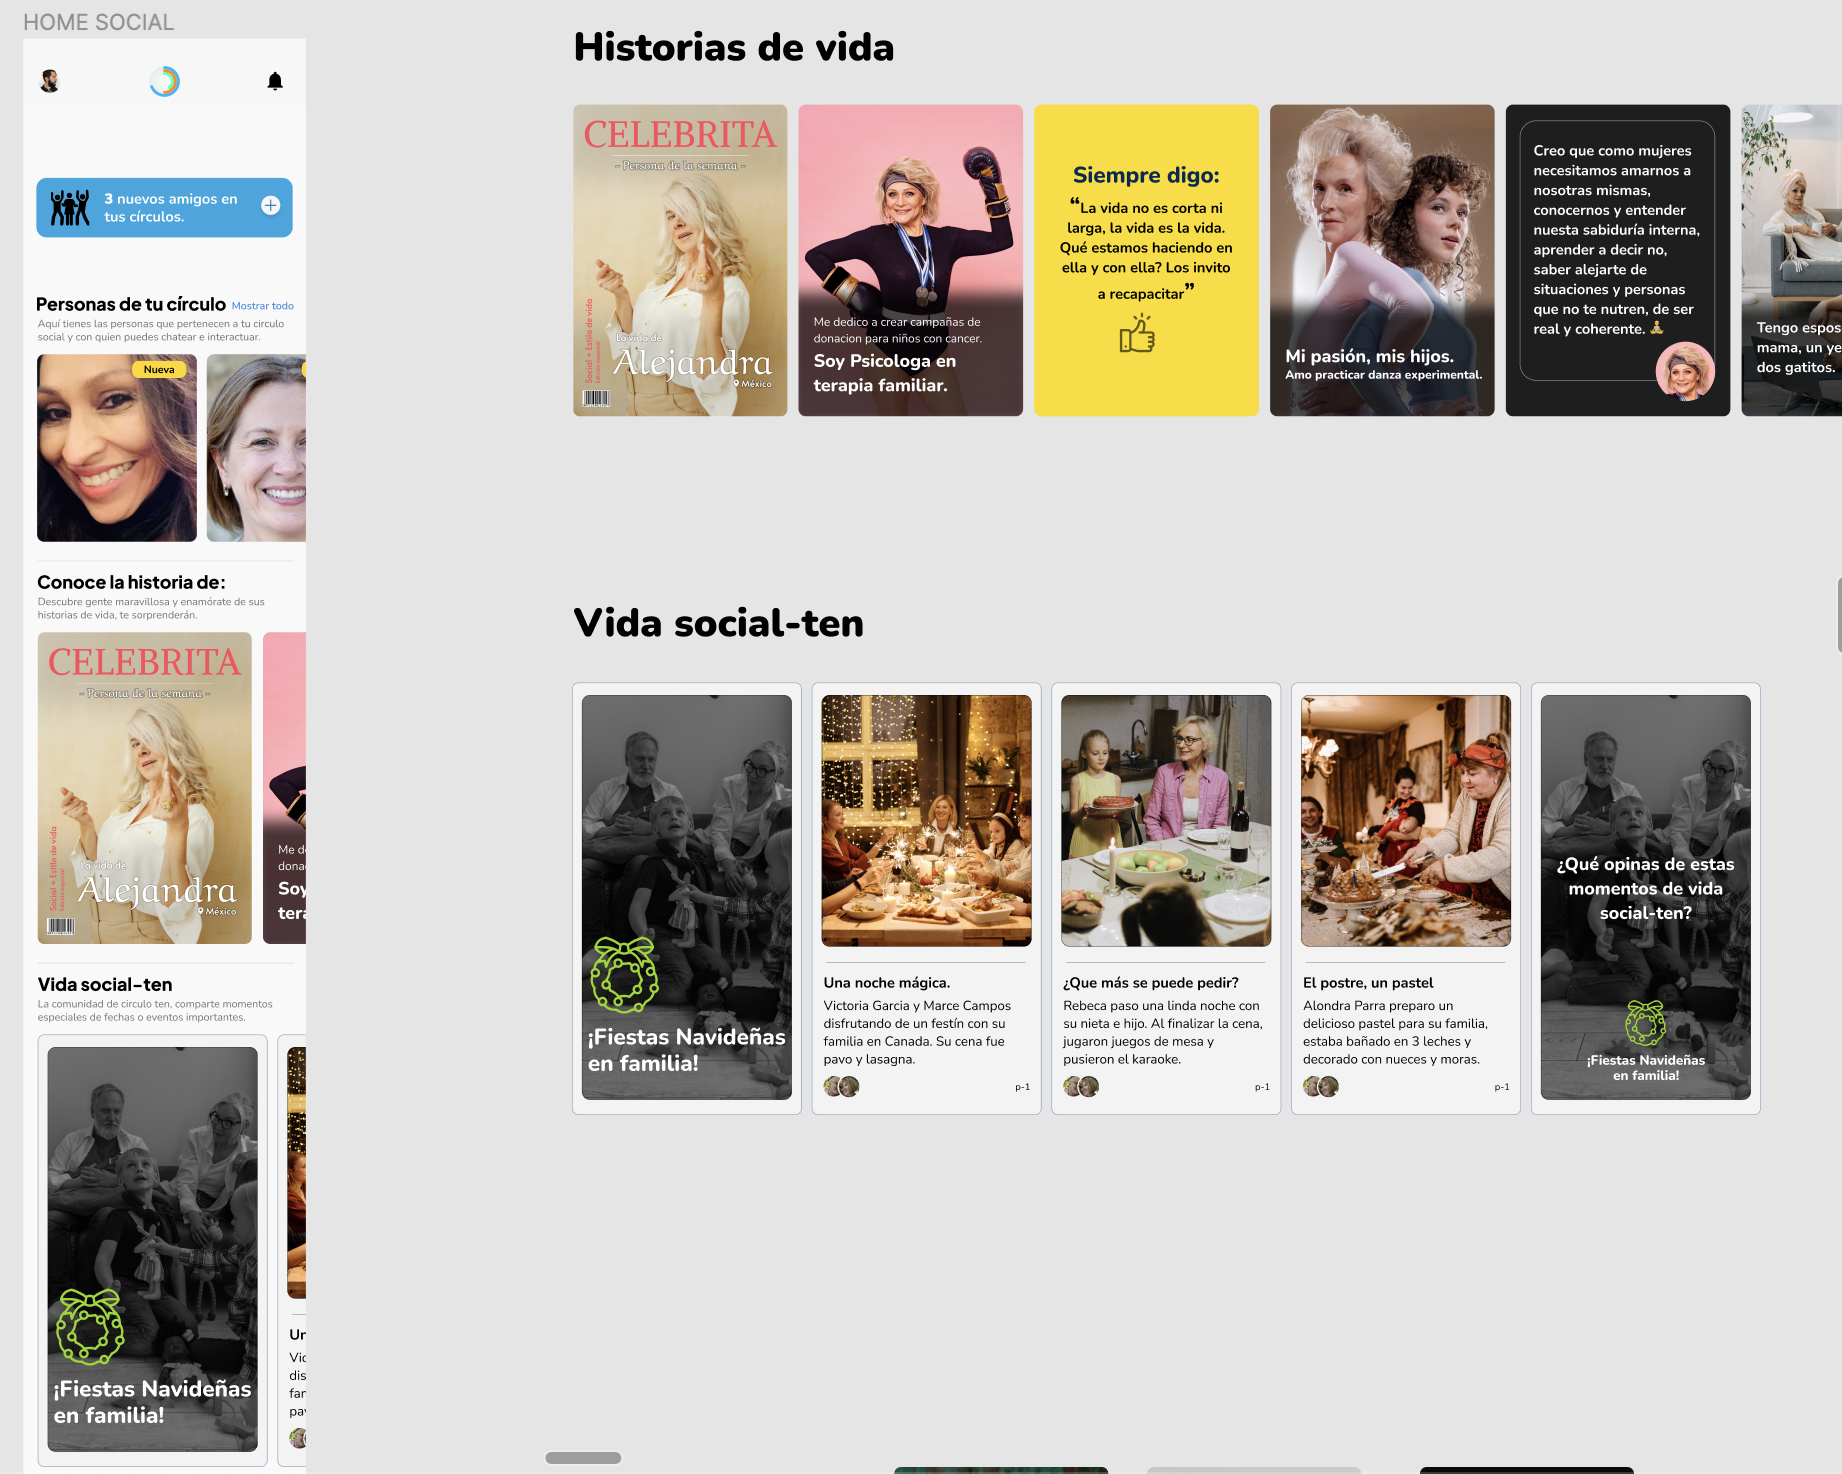 HOME SOCIAL
3 nuevos amigos en
tus círculos.
Personas de tu círculo
Mostrar todo
Aquí tienes las personas que pertenecen a tu circulo
social y con quien puedes chatear e interactuar.
Nueva
Conoce la historia de:
Descubre gente maravillosa y enamórate de sus
historias de vida, te sorprenderán.
CELEBRITA
- Persona de la semana -
Social + Estilo de vida
La vida de
Alejandra
México
Me de
donac
Soy
tera
Vida social-ten
La comunidad de circulo ten, comparte momentos
especiales de fechas o eventos importantes.
¡Fiestas Navideñas
en familia!
Un
Vic
dis
far
pav
Historias de vida
CELEBRITA
- Persona de la semana -
Social + Estilo de vida
La vida de
Alejandra
México
Me dedico a crear campañas de
donacion para niños con cancer.
Soy Psicologa en
terapia familiar.
Siempre digo:
“La vida no es corta ni
larga, la vida es la vida.
Qué estamos haciendo en
ella y con ella? Los invito
a recapacitar”
Mi pasión, mis hijos.
Amo practicar danza experimental.
Creo que como mujeres
necesitamos amarnos a
nosotras mismas,
conocernos y entender
nuesta sabiduría interna,
aprender a decir no,
saber alejarte de
situaciones y personas
que no te nutren, de ser
real y coherente. 🧘
Tengo espos
mama, un ye
dos gatitos.
Vida social-ten
¡Fiestas Navideñas
en familia!
Una noche mágica.
Victoria Garcia y Marce Campos
disfrutando de un festín con su
familia en Canada. Su cena fue
pavo y lasagna.
p-1
¿Que más se puede pedir?
Rebeca paso una linda noche con
su nieta e hijo. Al finalizar la cena,
jugaron juegos de mesa y
pusieron el karaoke.
p-1
El postre, un pastel
Alondra Parra preparo un
delicioso pastel para su familia,
estaba bañado en 3 leches y
decorado con nueces y moras.
p-1
¿Qué opinas de estas
momentos de vida
social-ten?
¡Fiestas Navideñas
en familia!